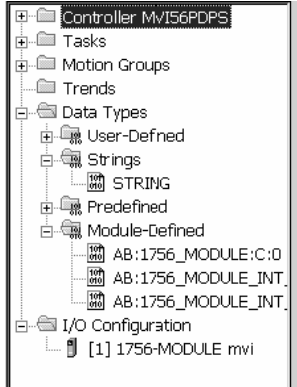 Controller MVI56PDPS
Tasks
Motion Groups
Trends
Data Types
User-Defned
Strings
STRING
Predefined
Module-Defined
AB:1756_MODULE:C:0
AB:1756_MODULE_INT_
AB:1756_MODULE_INT_
I/O Configuration
[1] 1756-MODULE mvi